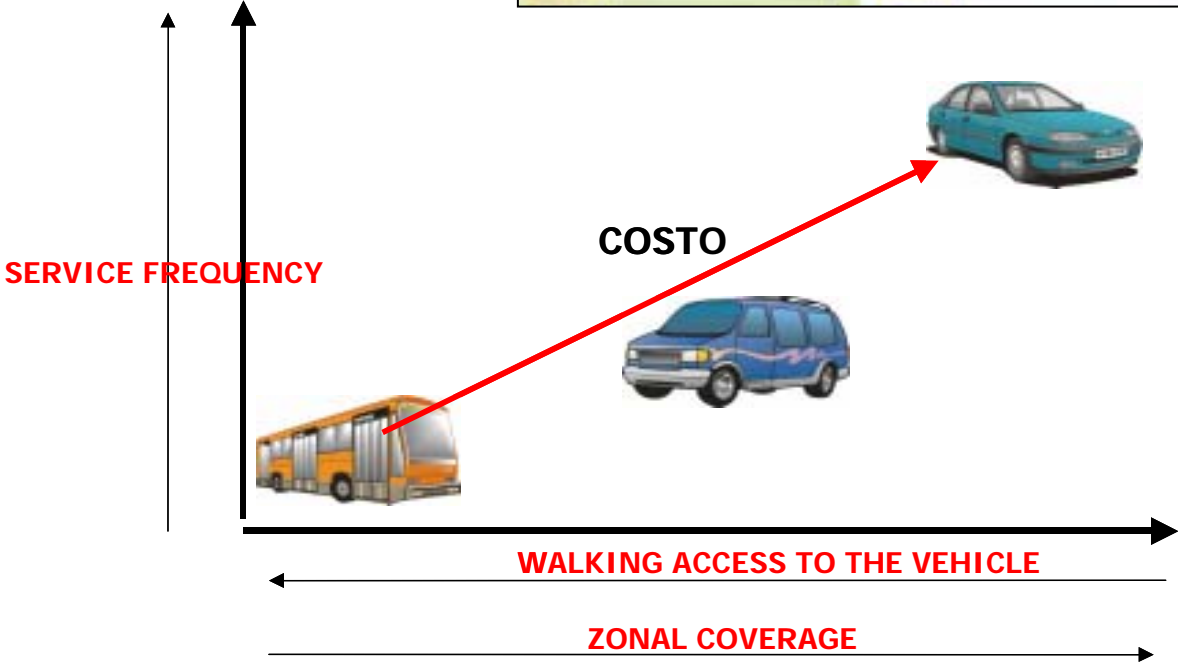 COSTO
SERVICE FREQUENCY
WALKING ACCESS TO THE VEHICLE
ZONAL COVERAGE